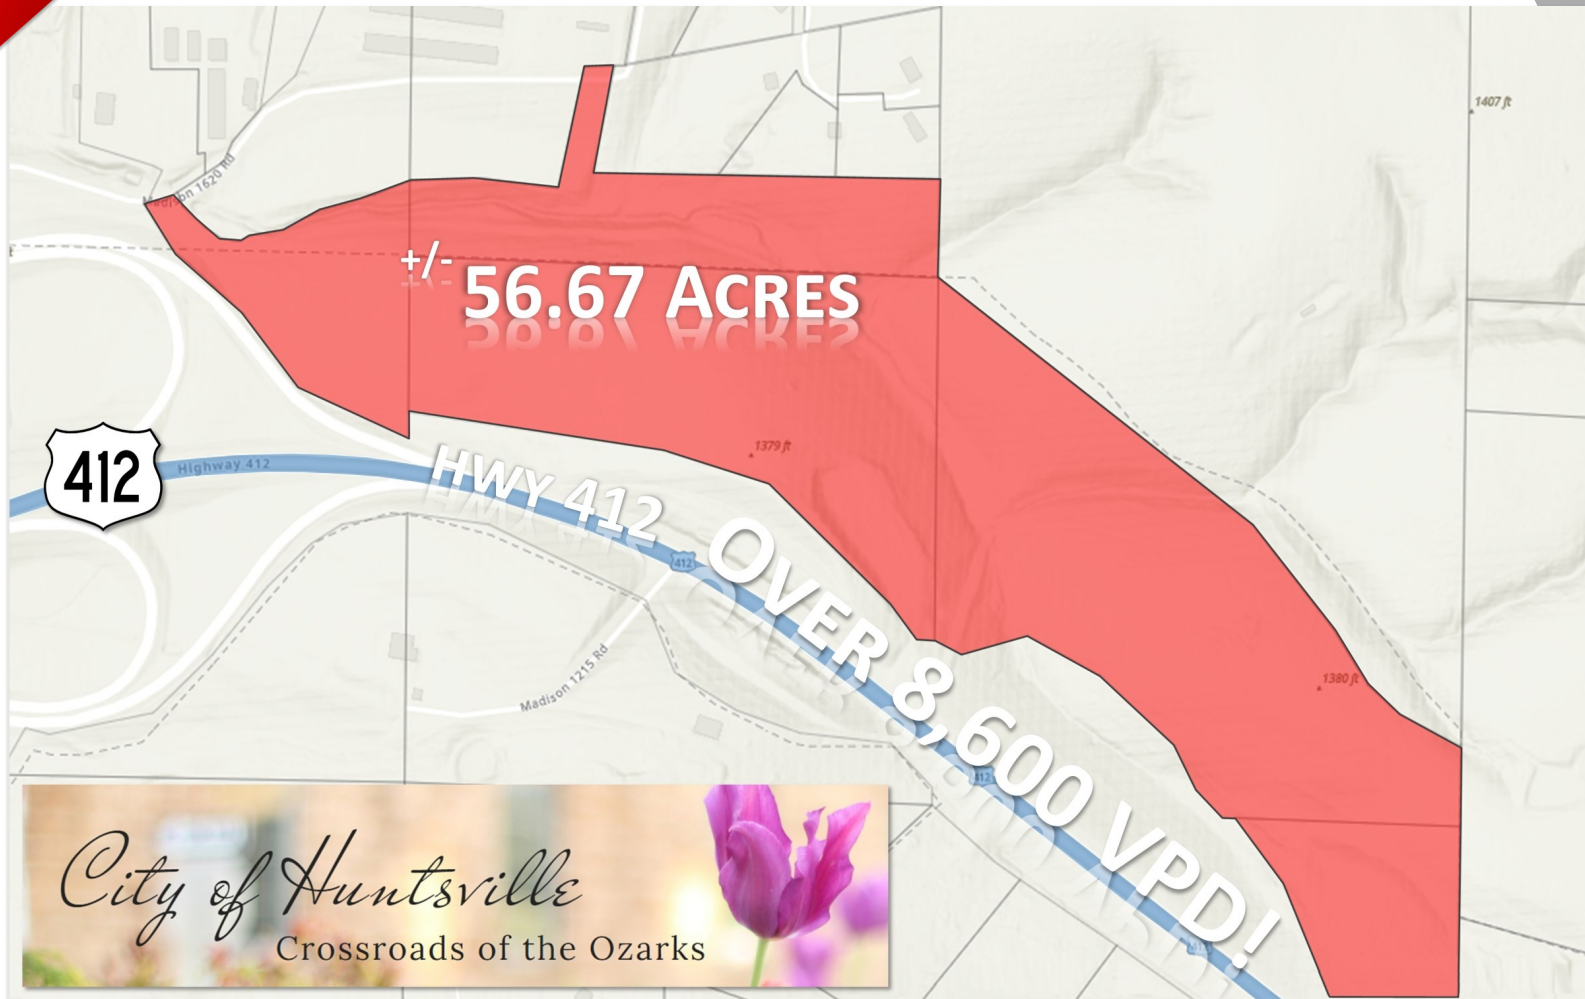 1407 ft
Madison 1620 Rd
+/- 56.67 ACRES
1379 ft
412
Highway 412
HWY 412
OVER 8,600 VPD!
412
Madison 1215 Rd
1380 ft
412
City of Huntsville
Crossroads of the Ozarks